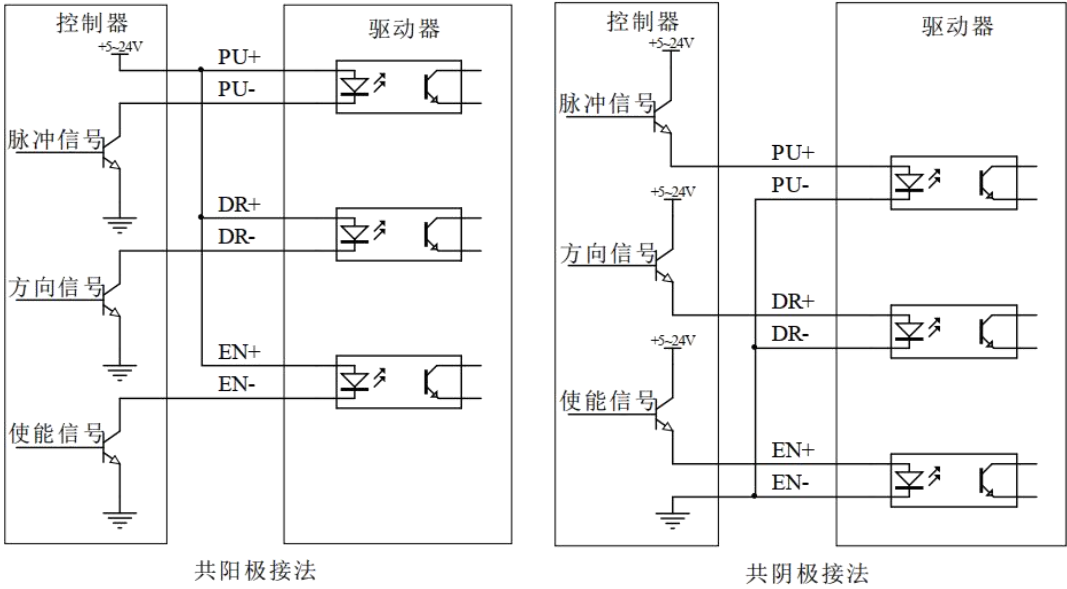 控制器
+5~24V
驱动器
PU+
PU-
脉冲信号
DR+
DR-
方向信号
EN+
EN-
使能信号
共阳极接法
控制器
+5~24V
驱动器
脉冲信号
PU+
PU-
+5~24V
方向信号
DR+
DR-
+5~24V
使能信号
EN+
EN-
共阴极接法